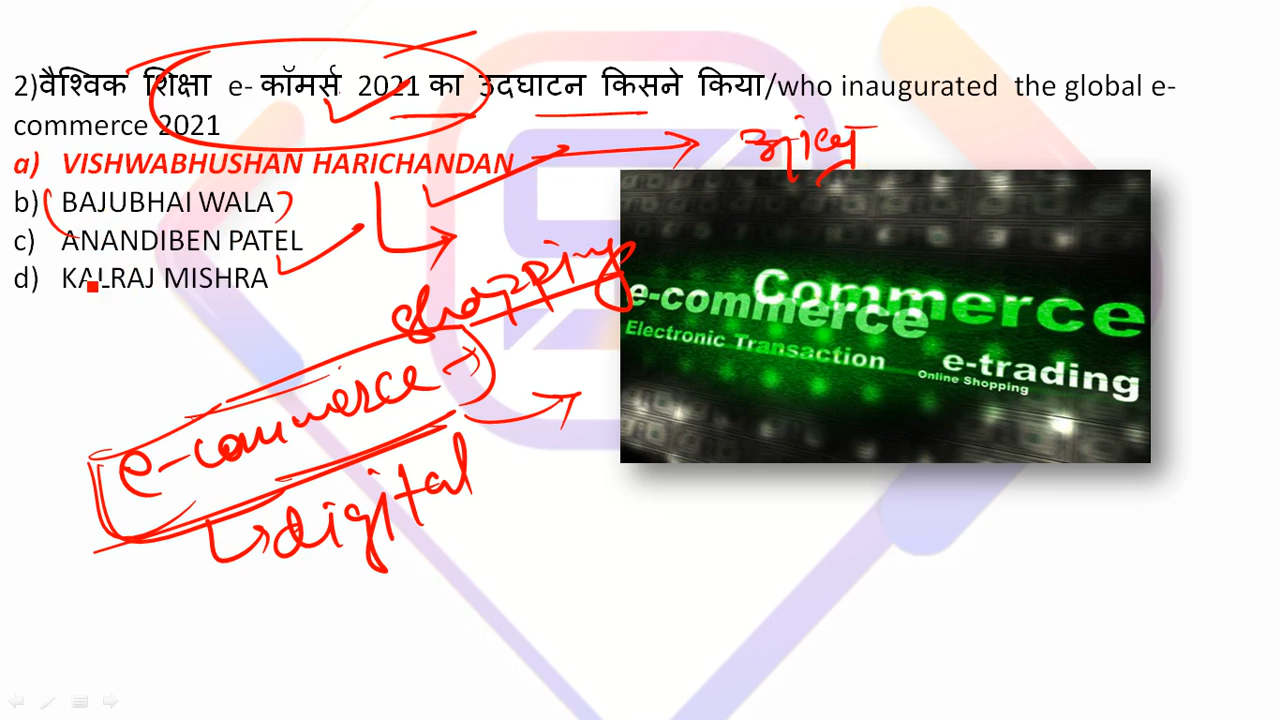 2)वैश्विक शिक्षा e- कॉमर्स 2021 का उदघाटन किसने किया/who inaugurated the global e-
commerce 2021
a) VISHWABHUSHAN HARICHANDAN
b) BAJUBHAI WALA
c) ANANDIBEN PATEL
d) KALRAJ MISHRA
आंध्र
shopping
e-commerce
digital
Commerce
e-commerce
Electronic Transaction
e-trading
Online Shopping